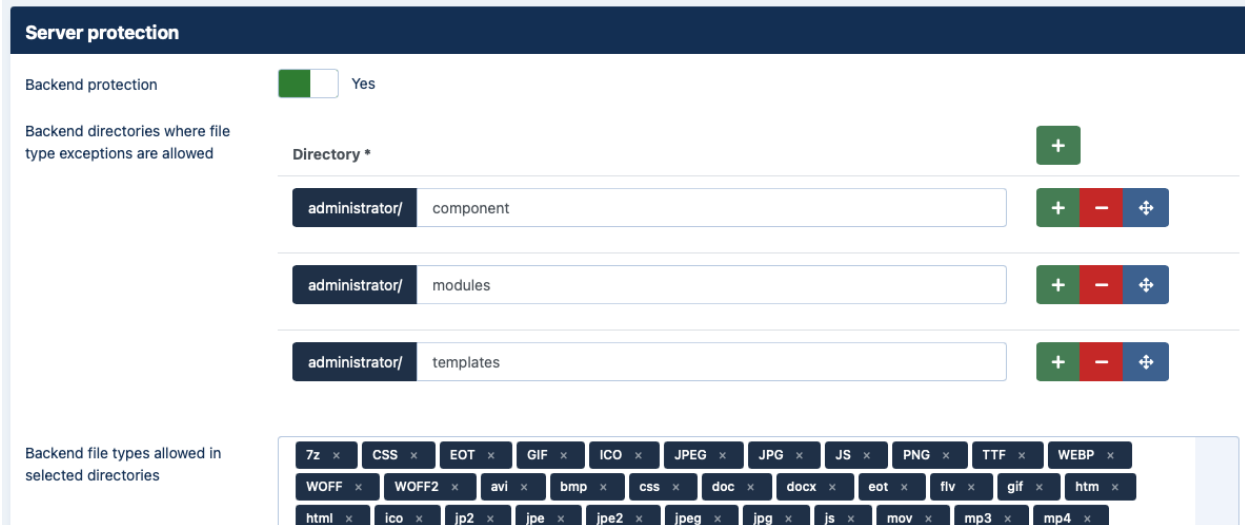 Server protection
Backend protection Yes
Backend directories where file
type exceptions are allowed
Directory *
administrator/ component
administrator/ modules
administrator/ templates
Backend file types allowed in
selected directories
7z × CSS × EOT × GIF × ICO × JPEG × JPG × JS × PNG × TTF × WEBP ×
WOFF × WOFF2 × avi × bmp × css × doc × docx × eot × flv × gif × htm ×
html × ico × jp2 × jpe × jpe2 × jpeg × jpg × js × mov × mp3 × mp4 ×